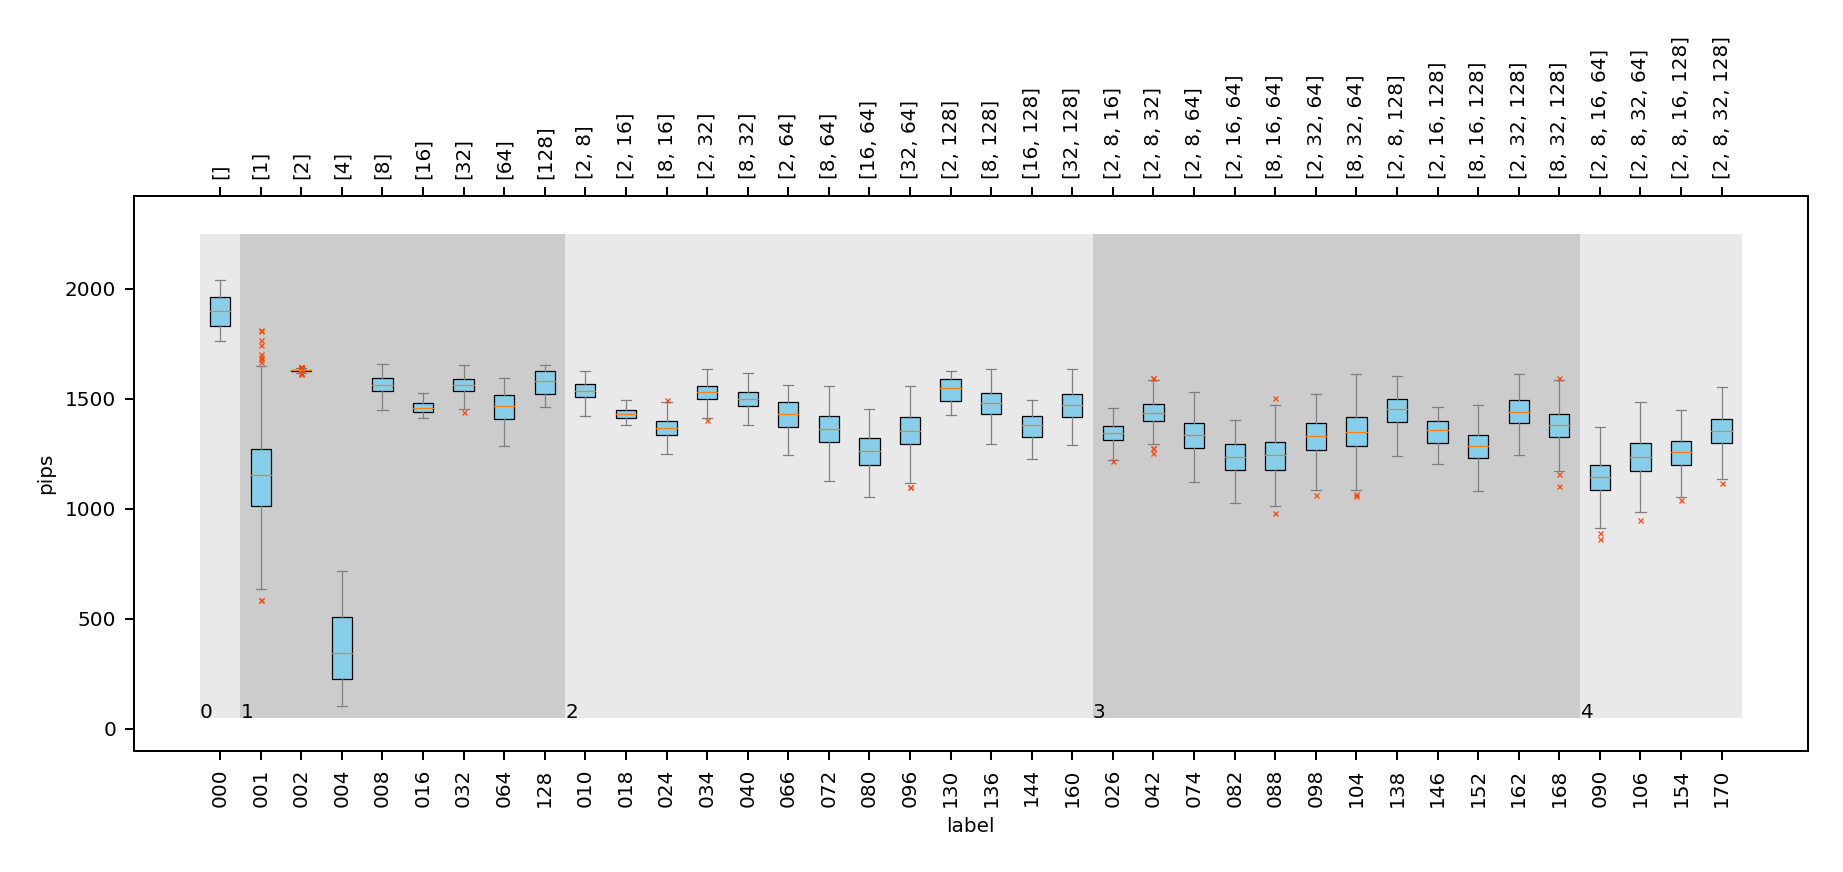 [] [1] [2] [4] [8] [16] [32] [64] [128] [2, 8] [2, 16] [8, 16] [2, 32] [8, 32] [2, 64] [8, 64] [16, 64] [32, 64] [2, 128] [8, 128] [16, 128] [32, 128] [2, 8, 16] [2, 8, 32] [2, 8, 64] [2, 16, 64] [8, 16, 64] [2, 32, 64] [8, 32, 64] [2, 8, 128] [2, 16, 128] [8, 16, 128] [2, 32, 128] [8, 32, 128] [2, 8, 16, 64] [2, 8, 32, 64] [2, 8, 16, 128] [2, 8, 32, 128]
2000
1500
1000
500
0
pips
0 1 2 3 4
000 001 002 004 008 016 032 064 128 010 018 024 034 040 066 072 080 096 130 136 144 160 026 042 074 082 088 098 104 138 146 152 162 168 090 106 154 170
label